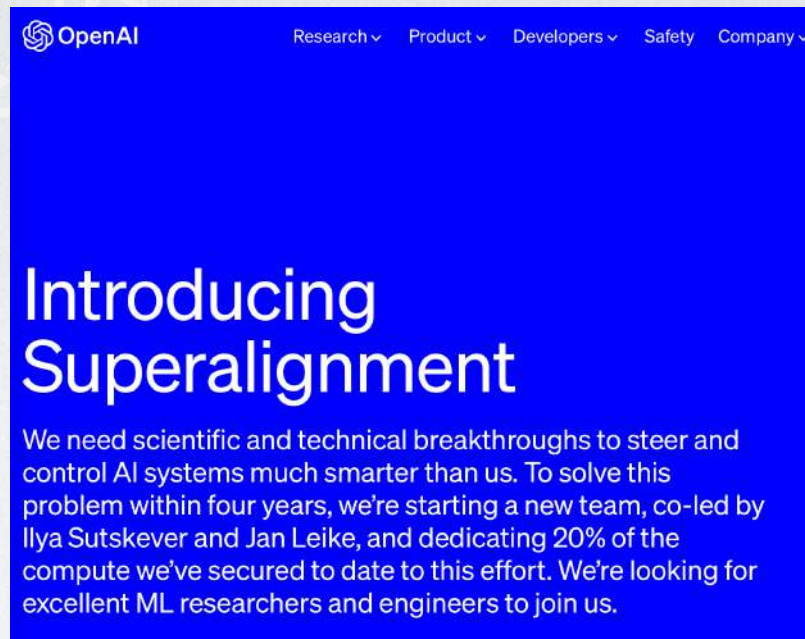 OpenAI Research Product Developers Safety Company
Introducing
Superalignment
We need scientific and technical breakthroughs to steer and
control AI systems much smarter than us. To solve this
problem within four years, we're starting a new team, co-led by
Ilya Sutskever and Jan Leike, and dedicating 20% of the
compute we've secured to date to this effort. We're looking for
excellent ML researchers and engineers to join us.